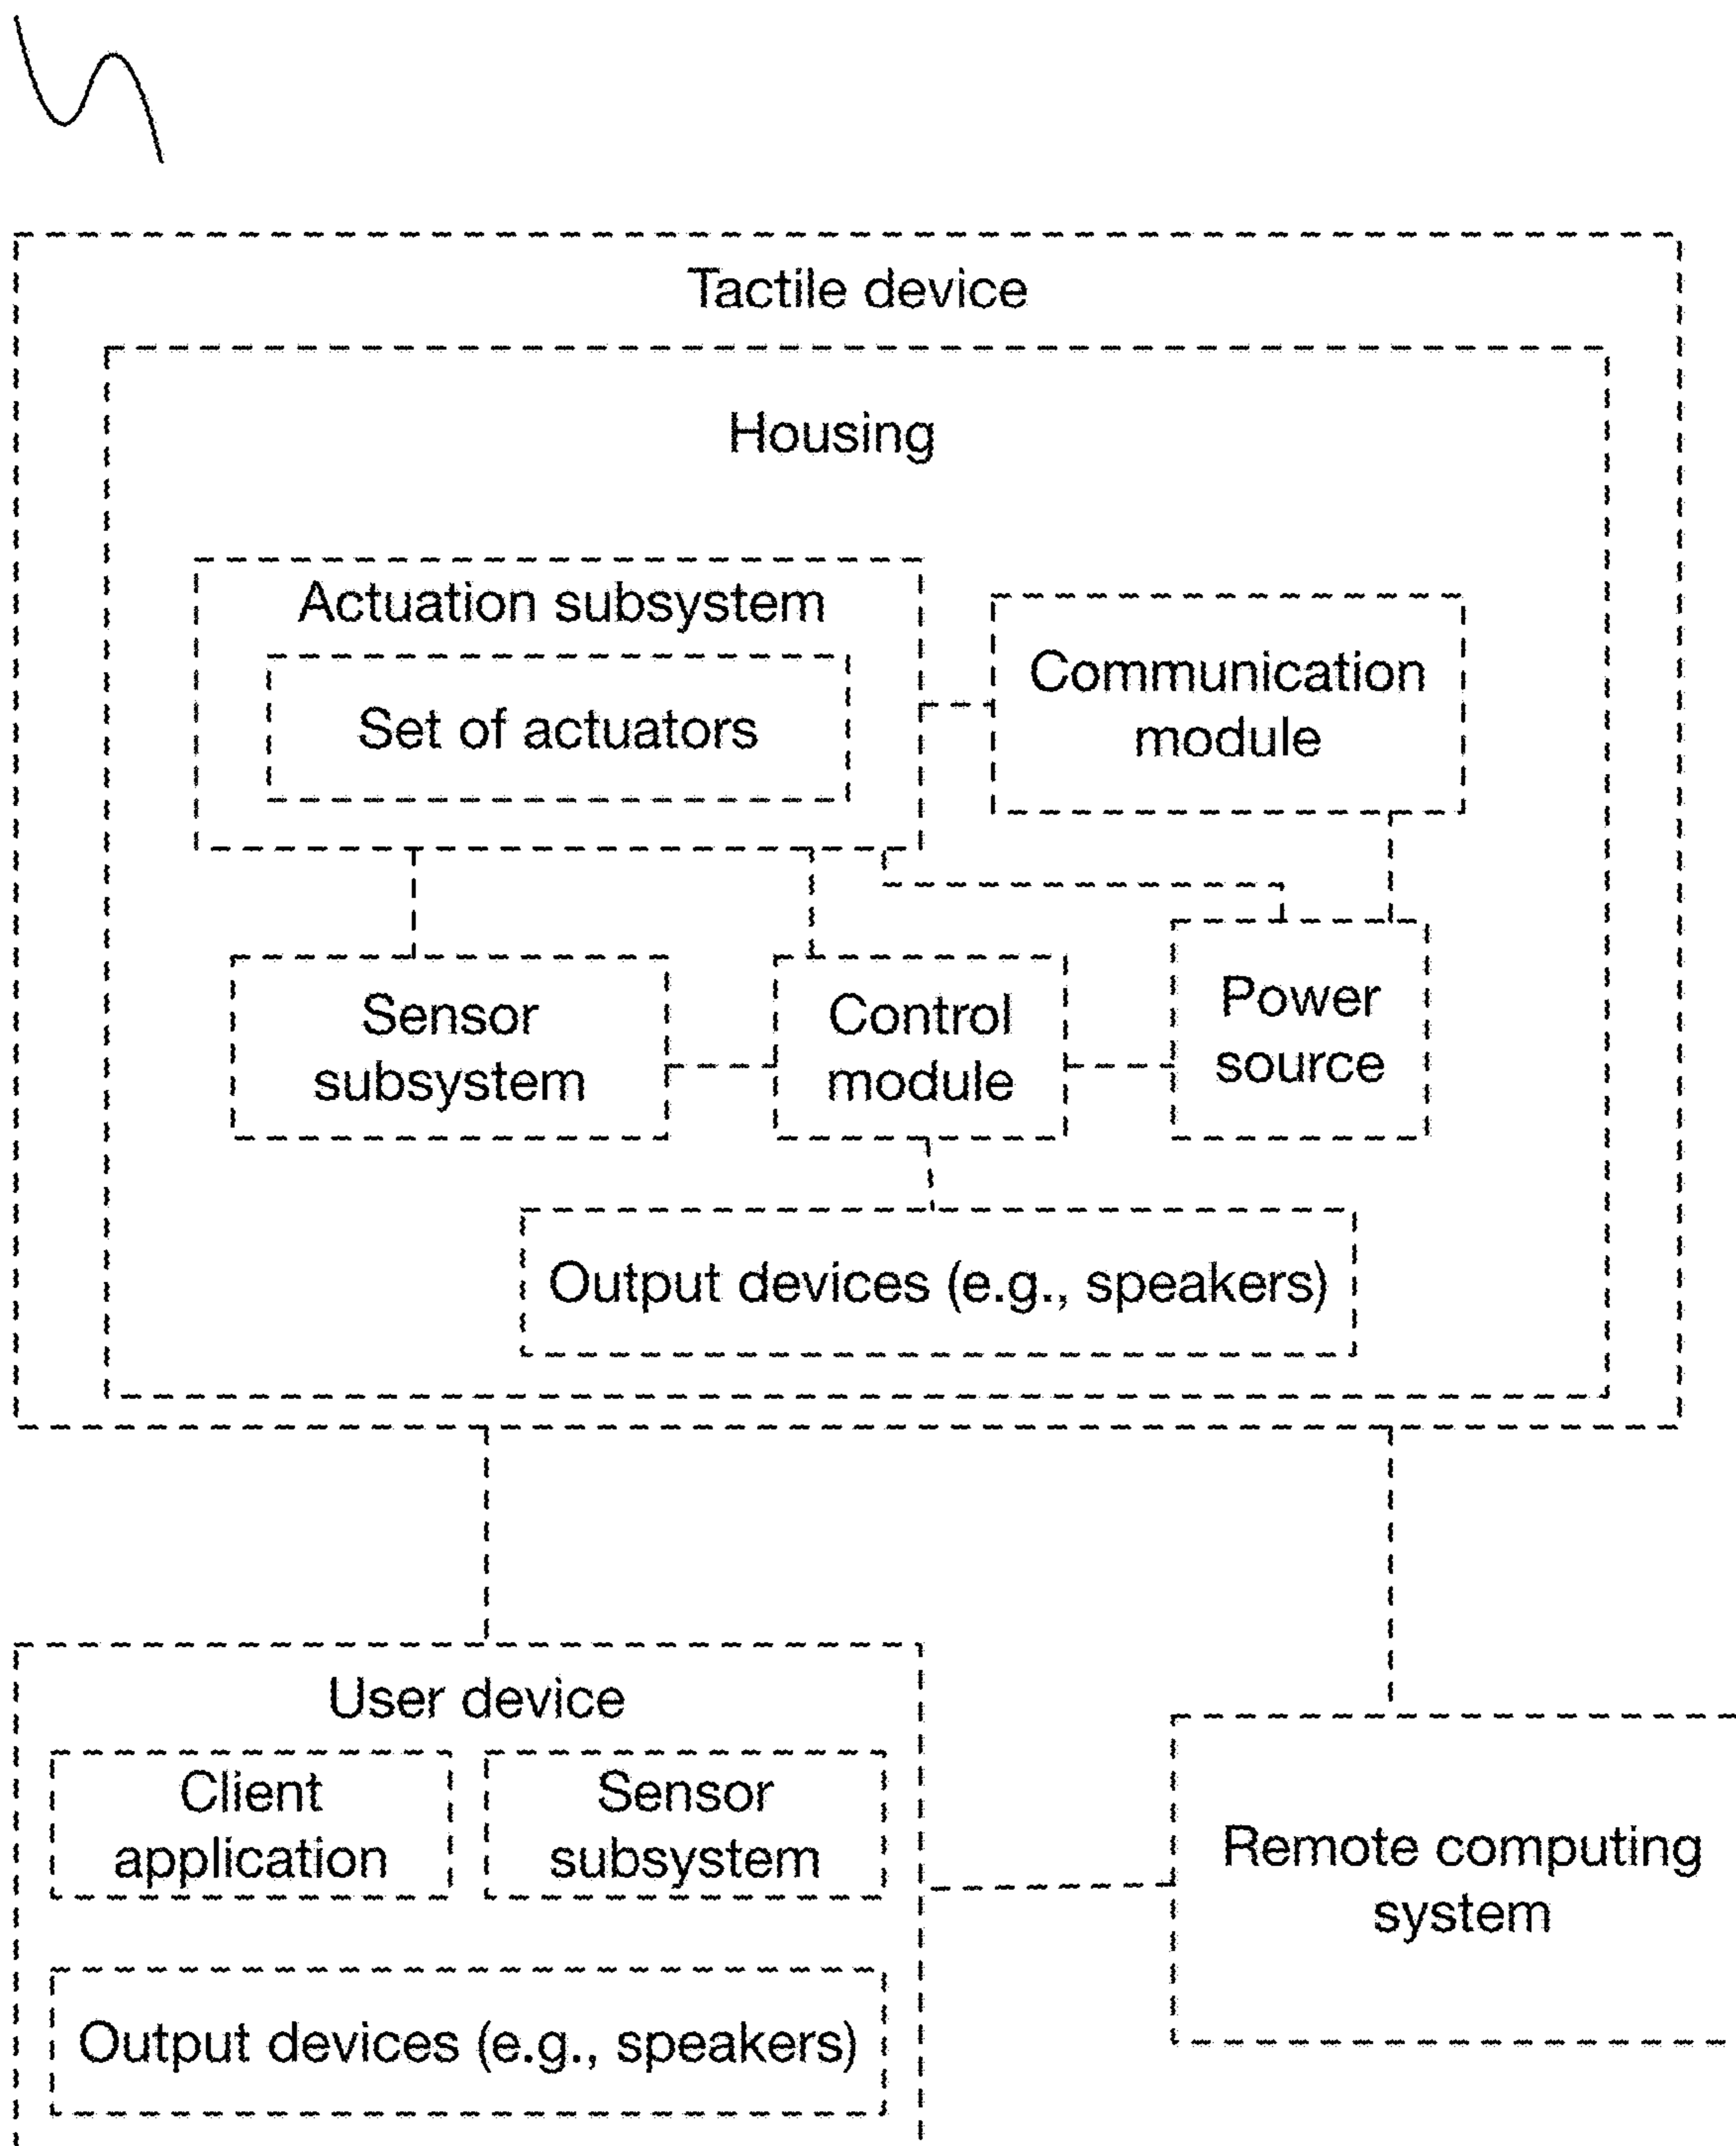 Tactile device
Housing
Actuation subsystem
Set of actuators
Communication
module
Sensor
subsystem
Control
module
Power
source
Output devices (e.g., speakers)
User device
Client
application
Sensor
subsystem
Output devices (e.g., speakers)
Remote computing
system